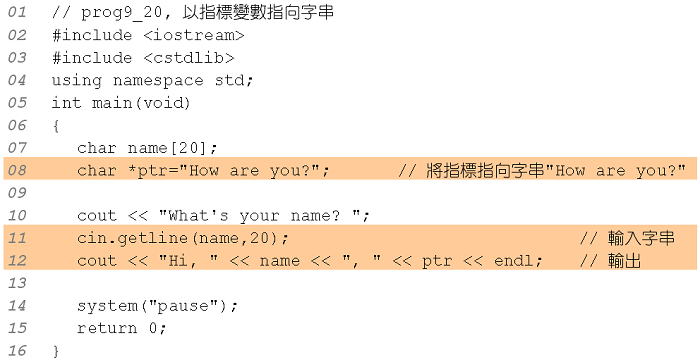 01 // prog9_20, 以指標變數指向字串
02 #include <iostream>
03 #include <cstdlib>
04 using namespace std;
05 int main(void)
06 {
07 char name[20];
08 char *ptr="How are you?"; // 將指標指向字串"How are you?"
09
10 cout << "What's your name? ";
11 cin.getline(name,20); // 輸入字串
12 cout << "Hi, " << name << ", " << ptr << endl; // 輸出
13
14 system("pause");
15 return 0;
16 }